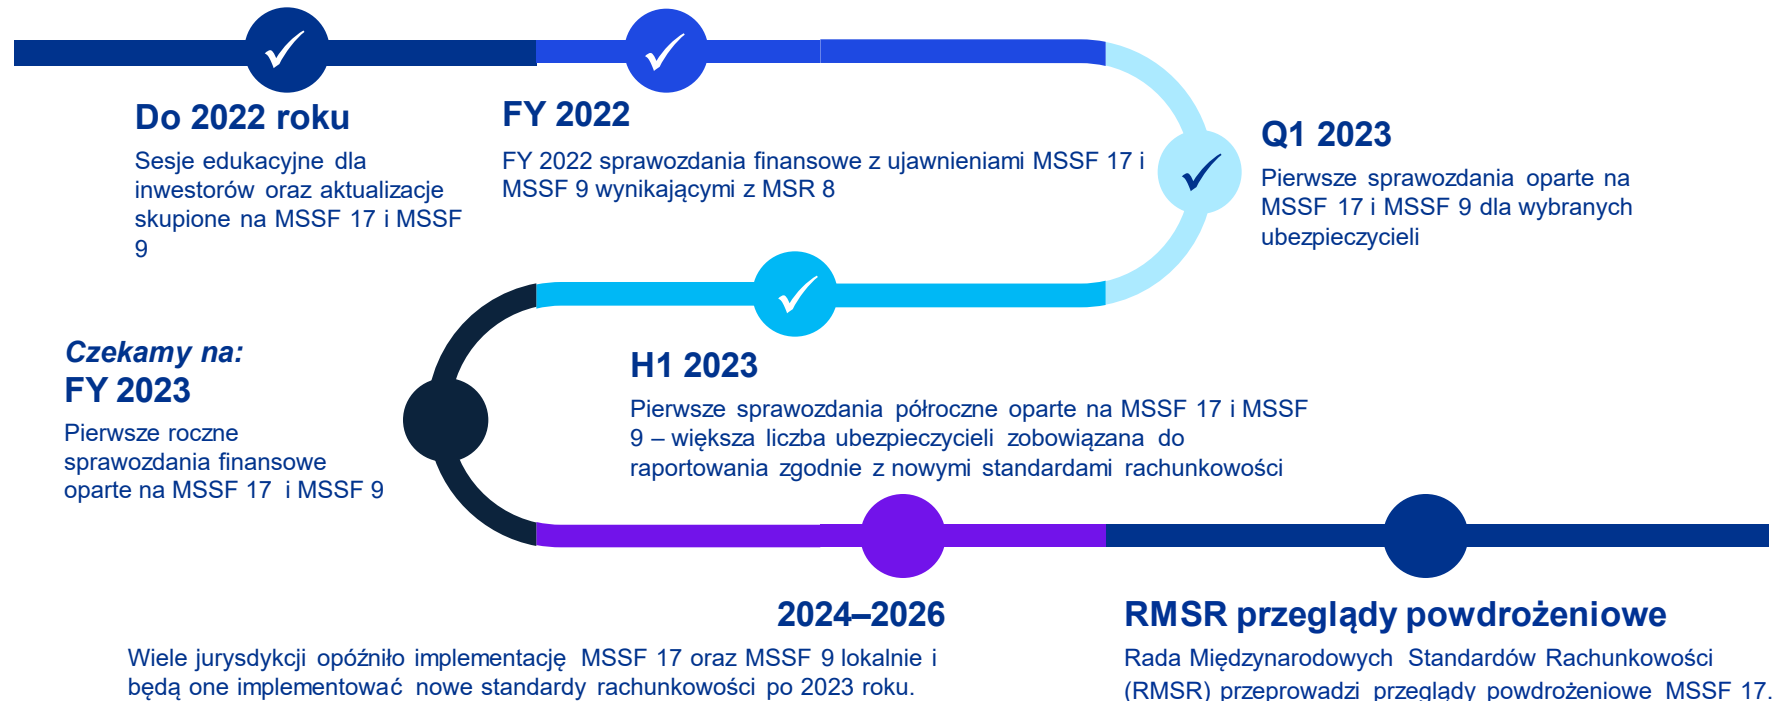 Do 2022 roku
Sesje edukacyjne dla
inwestorów oraz aktualizacje
skupione na MSSF 17 i MSSF
9
FY 2022
FY 2022 sprawozdania finansowe z ujawnieniami MSSF 17 i
MSSF 9 wynikającymi z MSR 8
Q1 2023
Pierwsze sprawozdania oparte na
MSSF 17 i MSSF 9 dla wybranych
ubezpieczycieli
H1 2023
Pierwsze sprawozdania półroczne oparte na MSSF 17 i MSSF
9 – większa liczba ubezpieczycieli zobowiązana do
raportowania zgodnie z nowymi standardami rachunkowości
Czekamy na:
FY 2023
Pierwsze roczne
sprawozdania finansowe
oparte na MSSF 17 i MSSF 9
2024–2026
Wiele jurysdykcji opóźniło implementację MSSF 17 oraz MSSF 9 lokalnie i
będą one implementować nowe standardy rachunkowości po 2023 roku.
RMSR przeglądy powdrożeniowe
Rada Międzynarodowych Standardów Rachunkowości
(RMSR) przeprowadzi przeglądy powdrożeniowe MSSF 17.